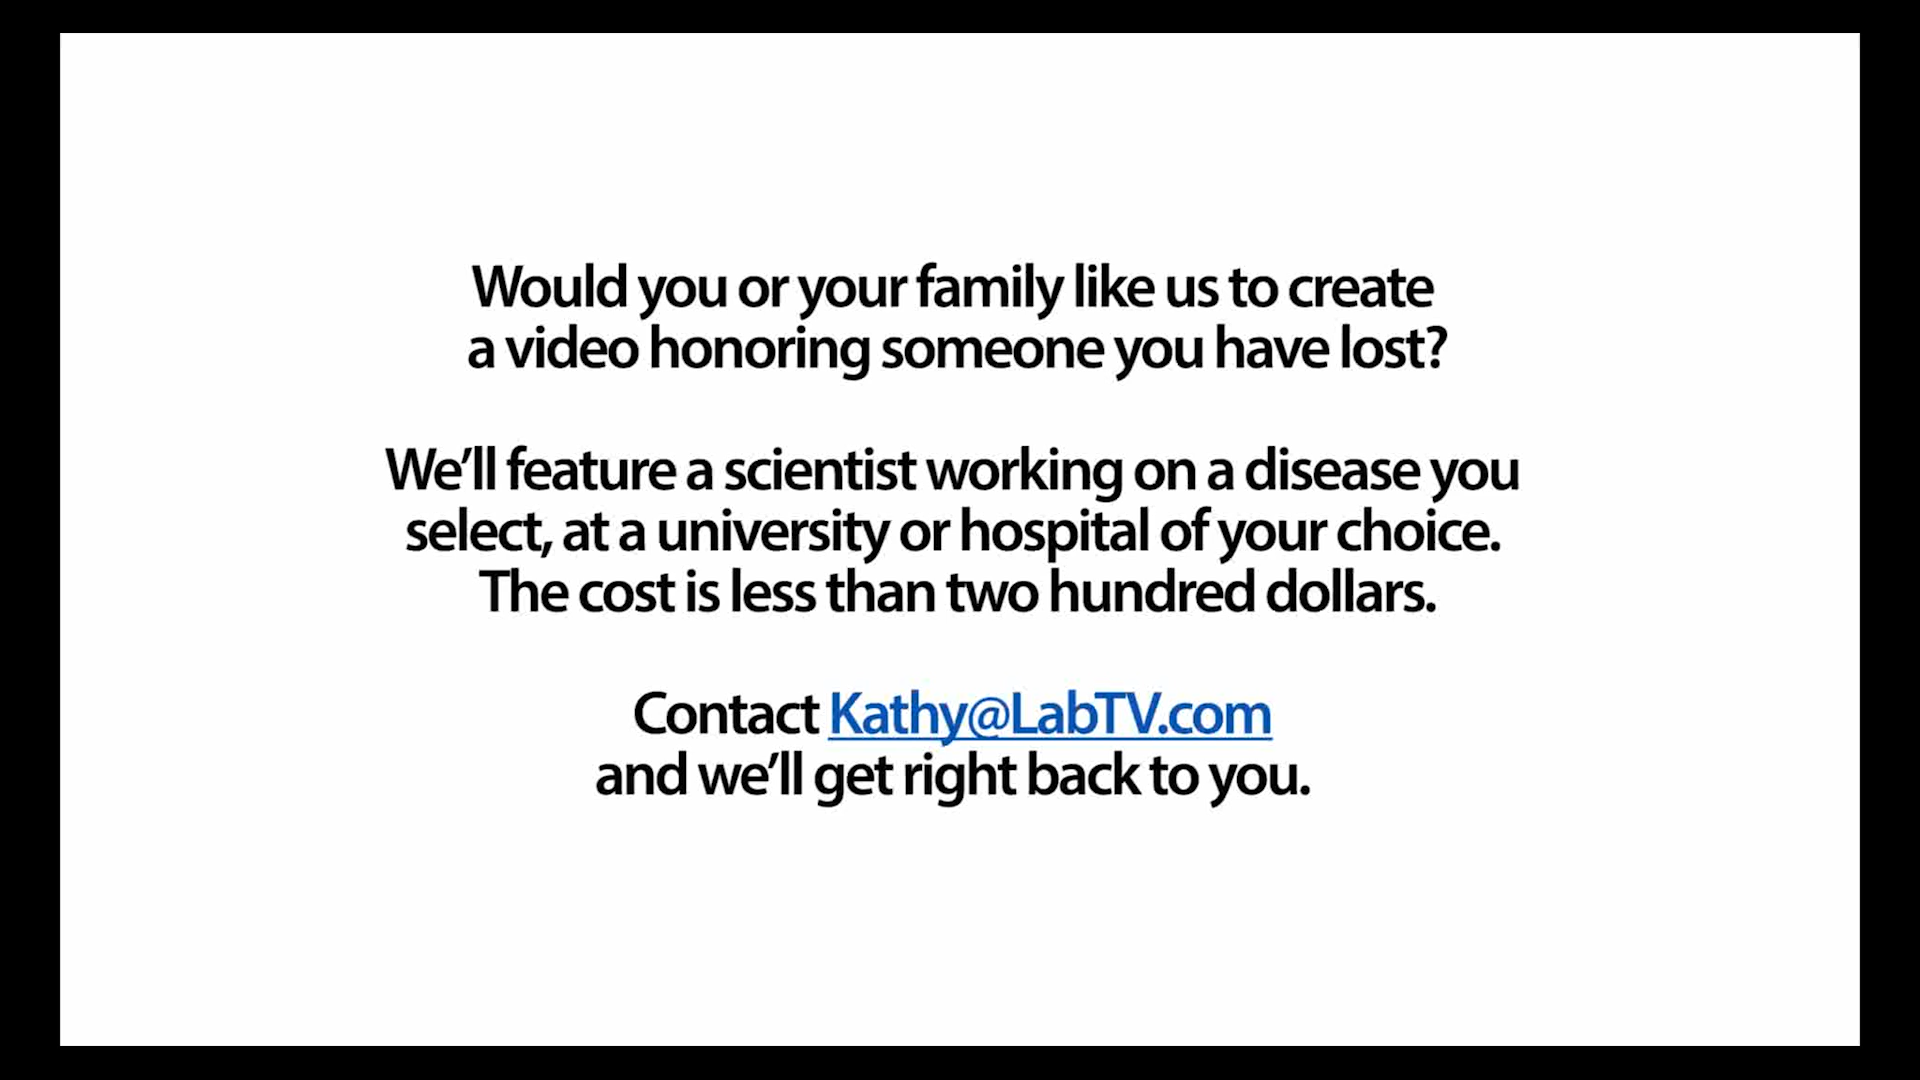 Would you or your family like us to create
a video honoring someone you have lost?
We’ll feature a scientist working on a disease you
select, at a university or hospital of your choice.
The cost is less than two hundred dollars.
Contact Kathy@LabTV.com
and we’ll get right back to you.